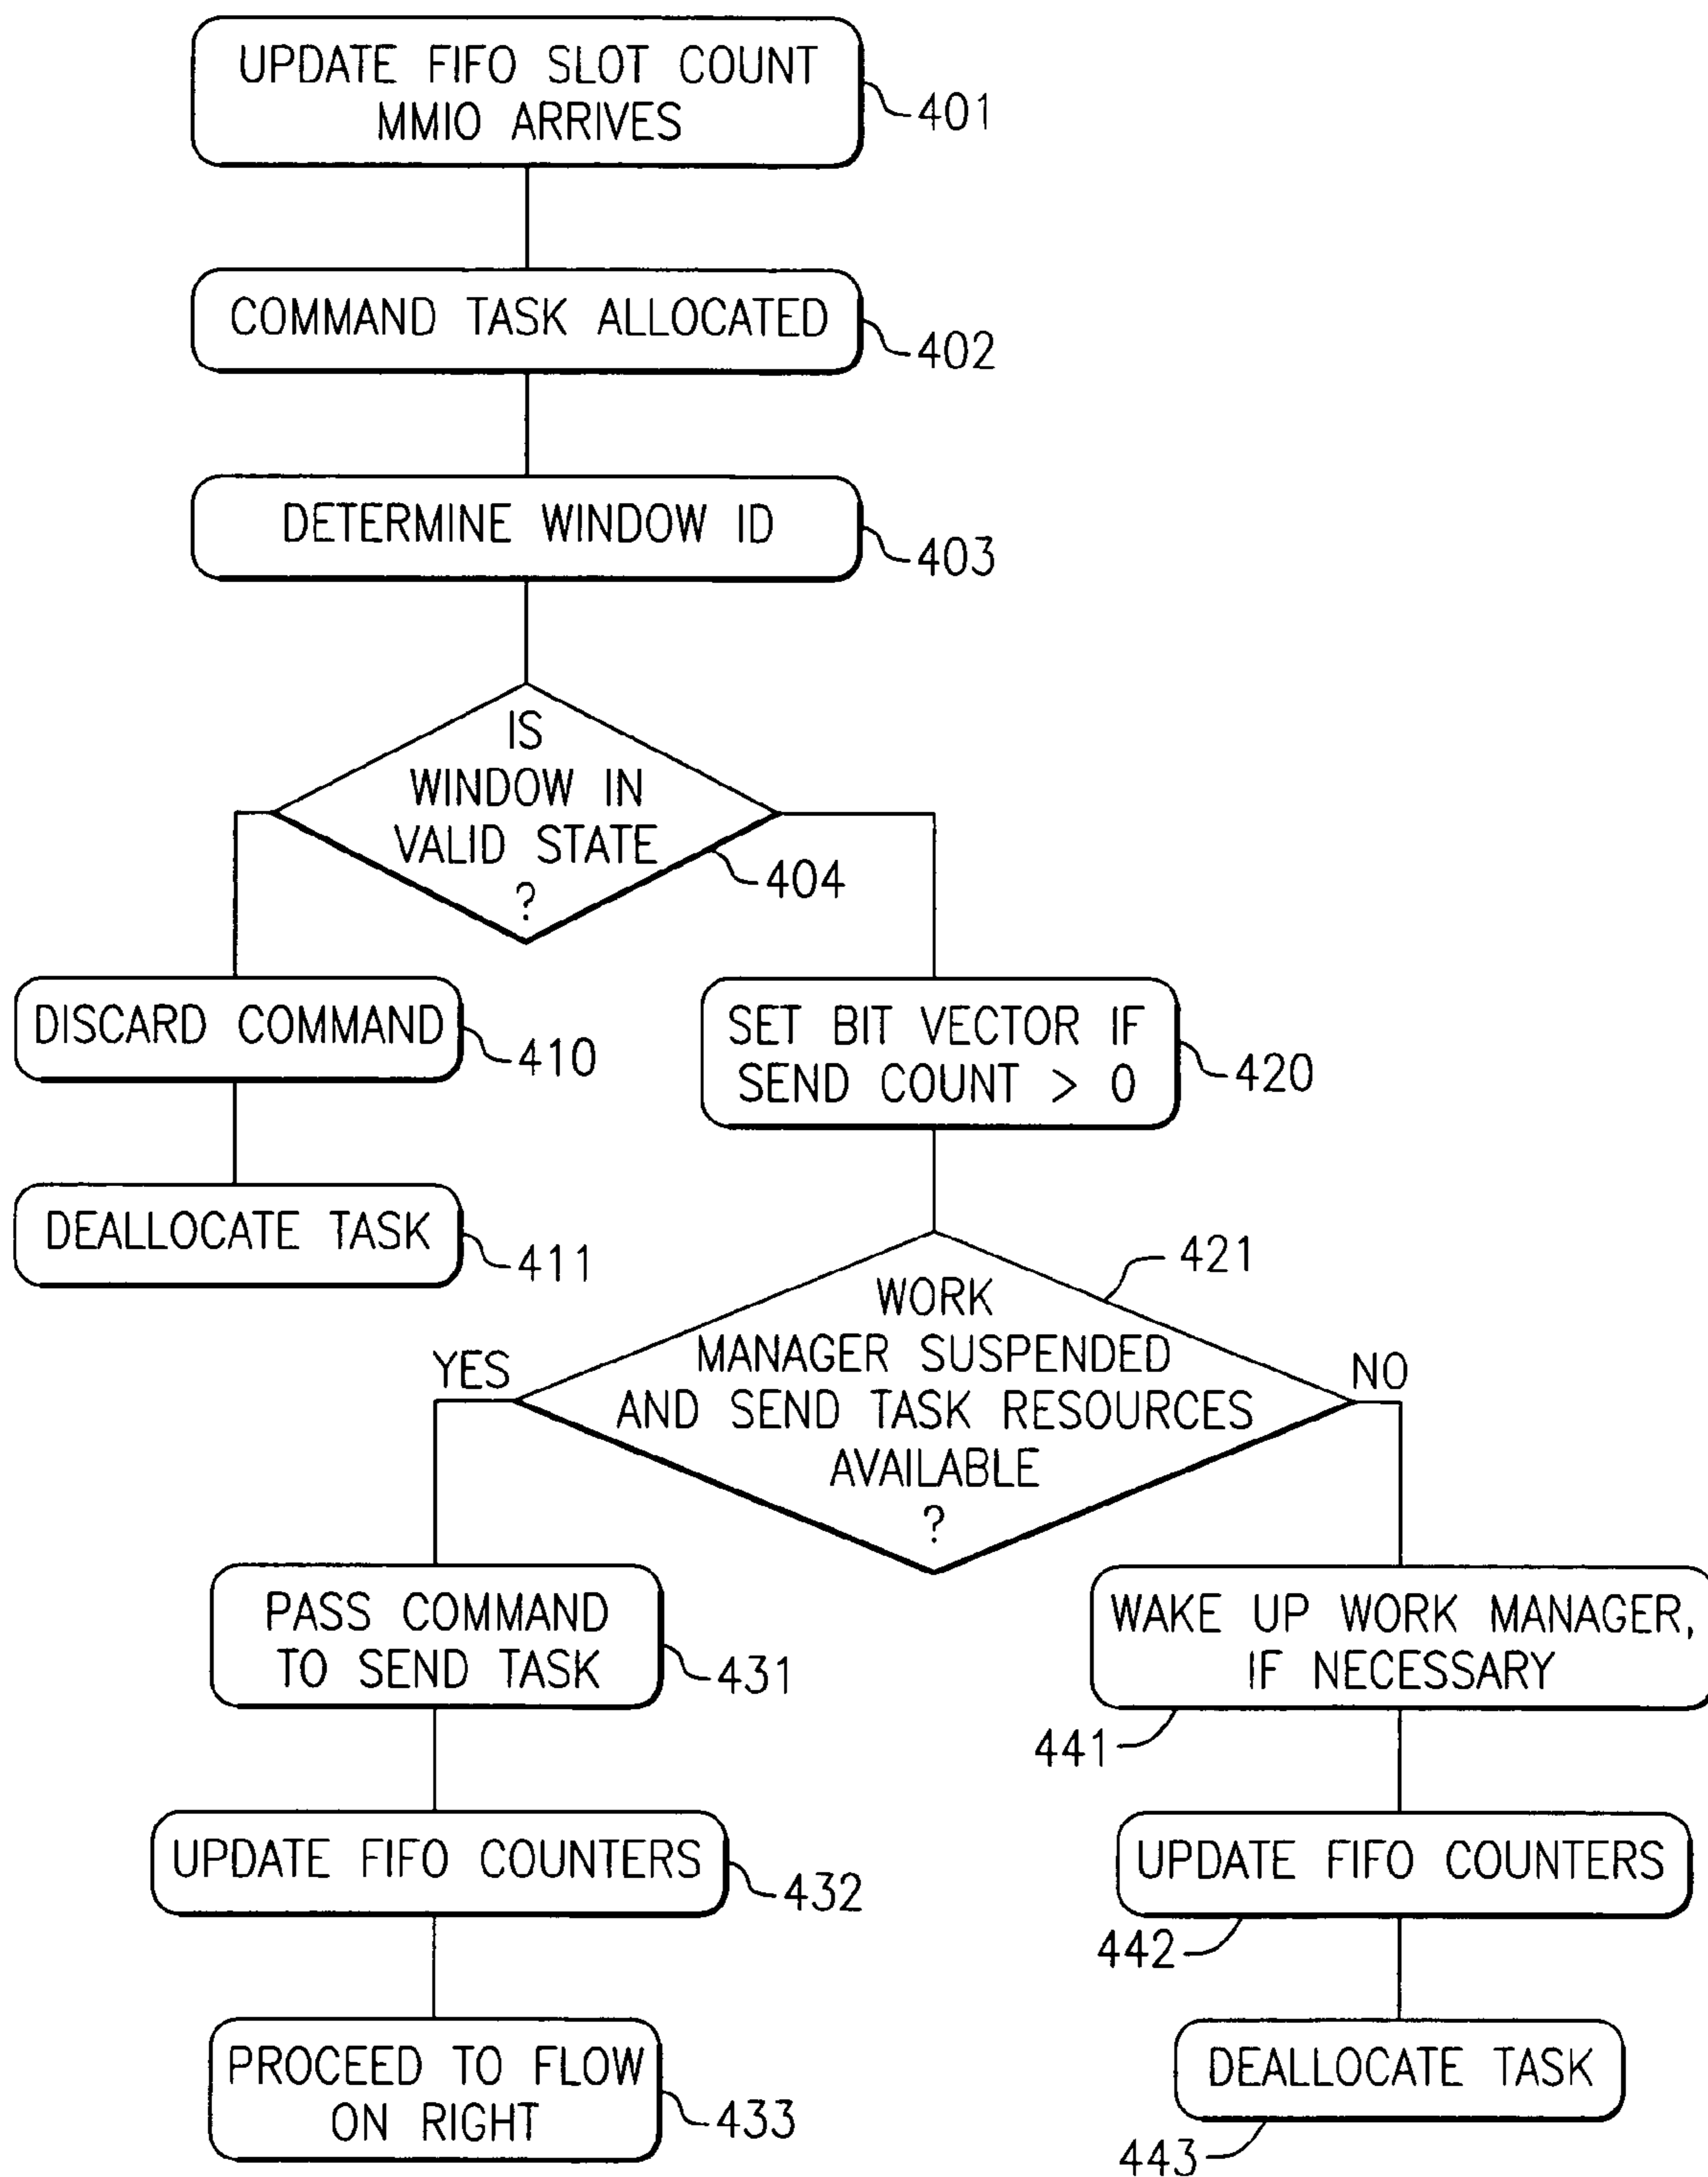 UPDATE FIFO SLOT COUNT
MMIO ARRIVES
401
COMMAND TASK ALLOCATED
402
DETERMINE WINDOW ID
403
IS
WINDOW IN
VALID STATE
?
404
DISCARD COMMAND
410
DEALLOCATE TASK
411
SET BIT VECTOR IF
SEND COUNT > 0
420
WORK
MANAGER SUSPENDED
AND SEND TASK RESOURCES
AVAILABLE
?
421
YES
NO
PASS COMMAND
TO SEND TASK
431
UPDATE FIFO COUNTERS
432
PROCEED TO FLOW
ON RIGHT
433
WAKE UP WORK MANAGER,
IF NECESSARY
441
UPDATE FIFO COUNTERS
442
DEALLOCATE TASK
443